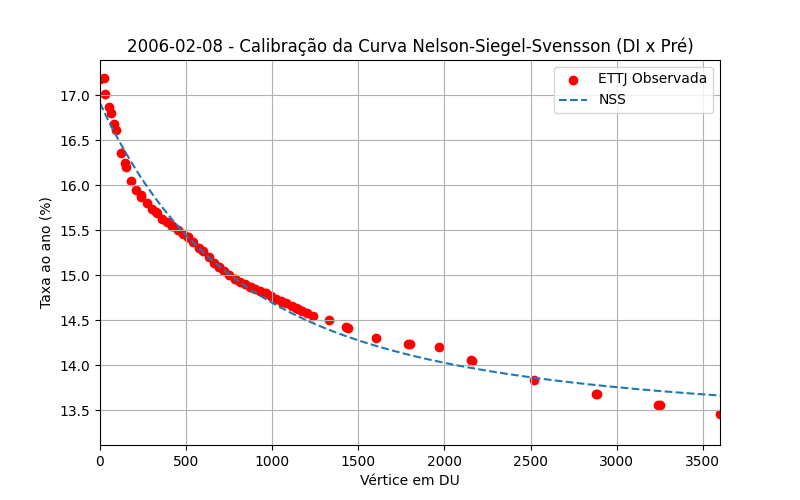 2006-02-08 - Calibração da Curva Nelson-Siegel-Svensson (DI x Pré)
ETTJ Observada
NSS
Taxa ao ano (%)
17.0
16.5
16.0
15.5
15.0
14.5
14.0
13.5
0 500 1000 1500 2000 2500 3000 3500
Vértice em DU